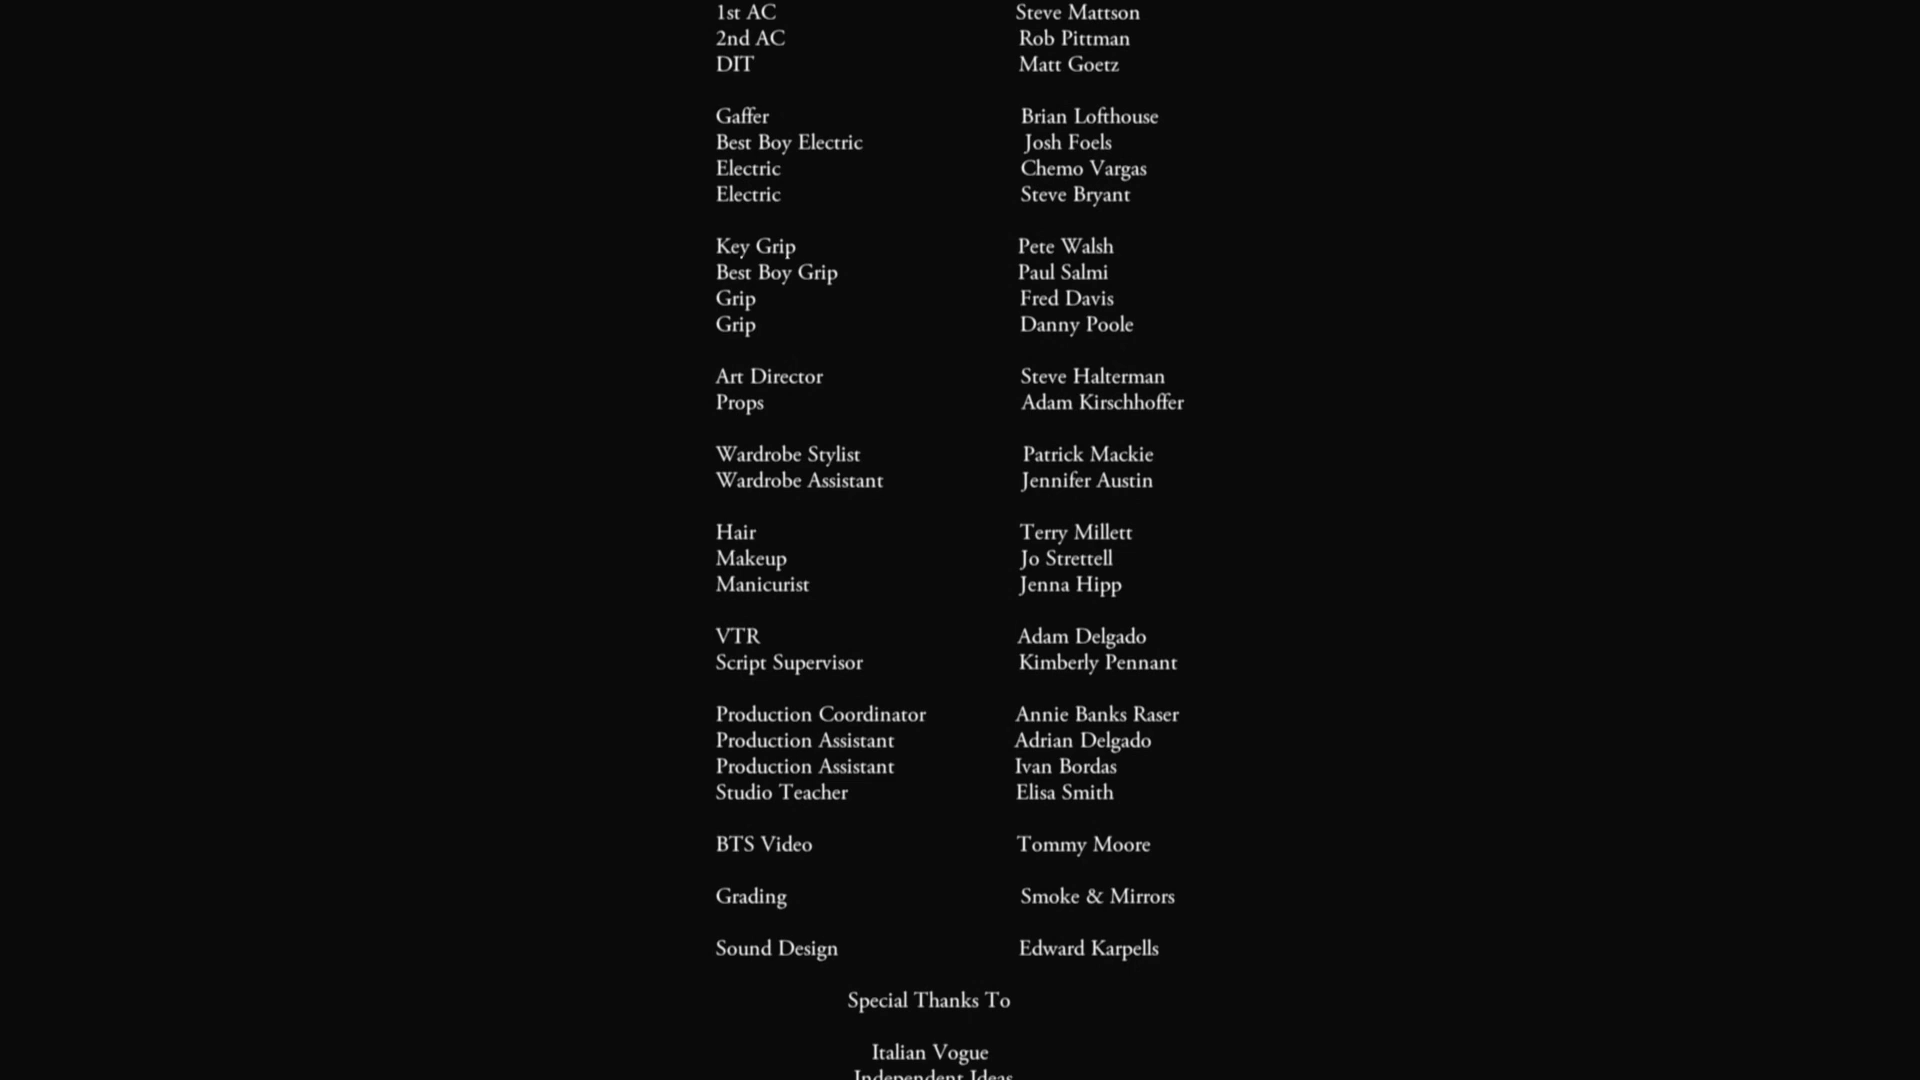 1st AC Steve Mattson
2nd AC Rob Pittman
DIT Matt Goetz
Gaffer Brian Lofthouse
Best Boy Electric Josh Foels
Electric Chemo Vargas
Electric Steve Bryant
Key Grip Pete Walsh
Best Boy Grip Paul Salmi
Grip Fred Davis
Grip Danny Poole
Art Director Steve Halterman
Props Adam Kirschhoffer
Wardrobe Stylist Patrick Mackie
Wardrobe Assistant Jennifer Austin
Hair Terry Millett
Makeup Jo Strettell
Manicurist Jenna Hipp
VTR Adam Delgado
Script Supervisor Kimberly Pennant
Production Coordinator Annie Banks Raser
Production Assistant Adrian Delgado
Production Assistant Ivan Bordas
Studio Teacher Elisa Smith
BTS Video Tommy Moore
Grading Smoke & Mirrors
Sound Design Edward Karpells
Special Thanks To
Italian Vogue
Independent Ideas